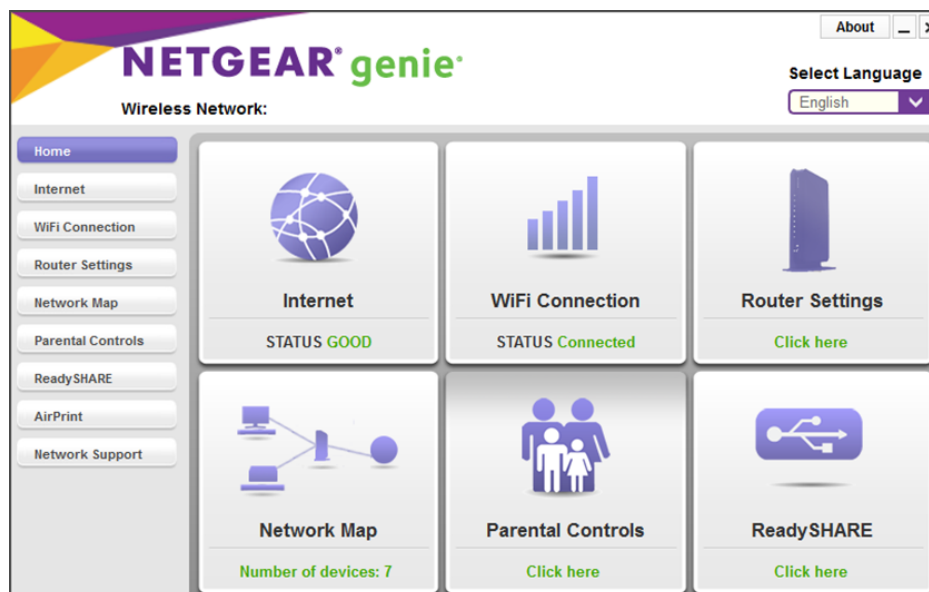 About
NETGEAR® genie®
Select Language
English
Wireless Network:
Home
Internet
WiFi Connection
Router Settings
Network Map
Parental Controls
ReadySHARE
AirPrint
Network Support
Internet
STATUS GOOD
WiFi Connection
STATUS Connected
Router Settings
Click here
Network Map
Number of devices: 7
Parental Controls
Click here
ReadySHARE
Click here